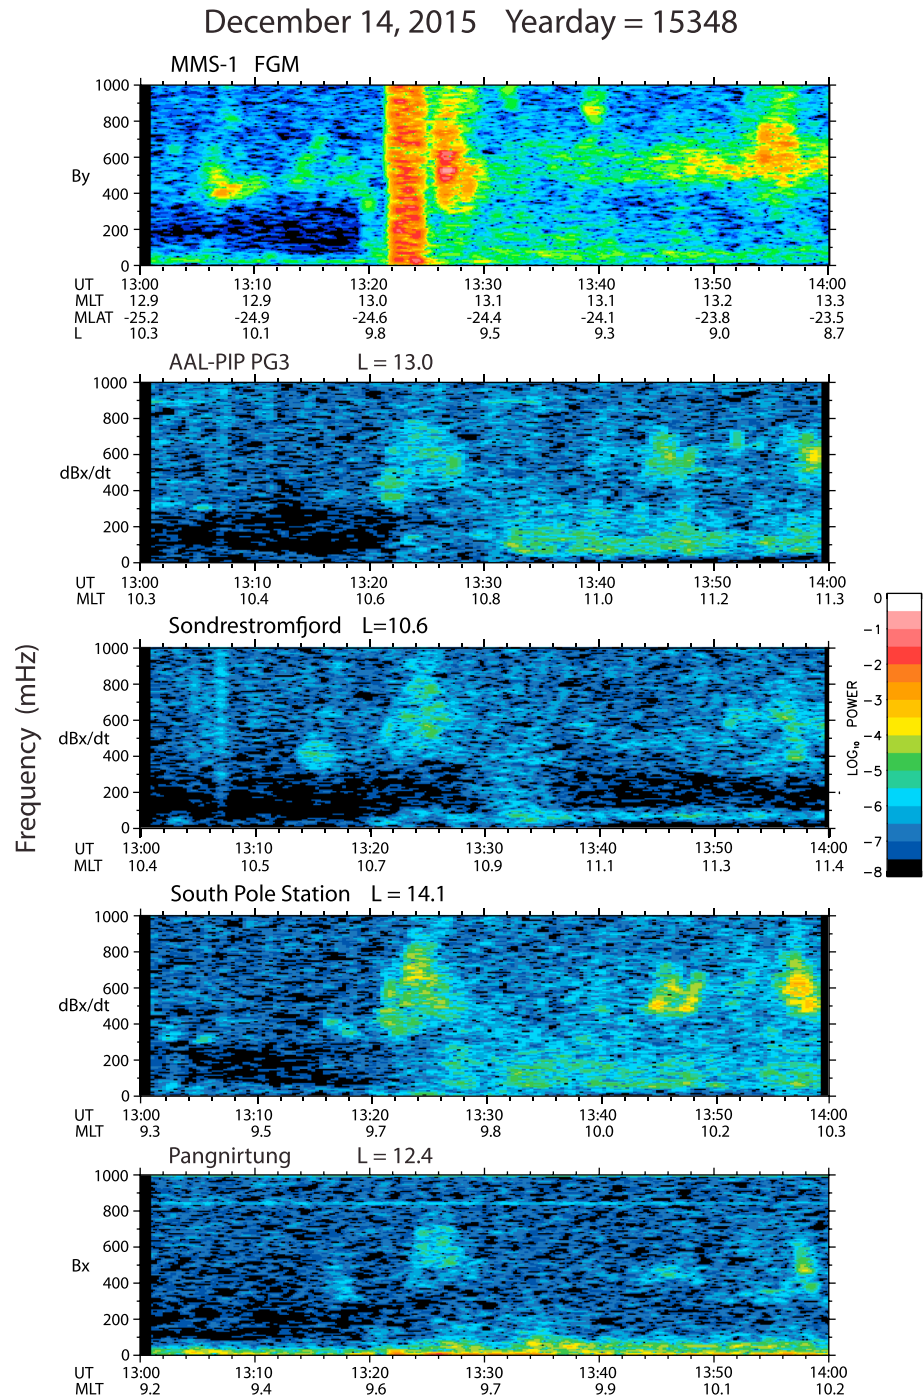 December 14, 2015 Yearday = 15348
MMS-1 FGM
1000
800
600
By
400
200
0
UT 13:00 13:10 13:20 13:30 13:40 13:50 14:00
MLT 12.9 12.9 13.0 13.1 13.1 13.2 13.3
MLAT -25.2 -24.9 -24.6 -24.4 -24.1 -23.8 -23.5
L 10.3 10.1 9.8 9.5 9.3 9.0 8.7
AAL-PIP PG3 L = 13.0
1000
800
600
dBx/dt
400
200
0
UT 13:00 13:10 13:20 13:30 13:40 13:50 14:00
MLT 10.3 10.4 10.6 10.8 11.0 11.2 11.3
Sondrestromfjord L=10.6
1000
800
600
dBx/dt
400
200
0
UT 13:00 13:10 13:20 13:30 13:40 13:50 14:00
MLT 10.4 10.5 10.7 10.9 11.1 11.3 11.4
South Pole Station L = 14.1
1000
800
600
dBx/dt
400
200
0
UT 13:00 13:10 13:20 13:30 13:40 13:50 14:00
MLT 9.3 9.5 9.7 9.8 10.0 10.2 10.3
Pangnirtung L = 12.4
1000
800
600
Bx
400
200
0
UT 13:00 13:10 13:20 13:30 13:40 13:50 14:00
MLT 9.2 9.4 9.6 9.7 9.9 10.1 10.2
Frequency (mHz)
LOG₁₀ POWER
0
-1
-2
-3
-4
-5
-6
-7
-8